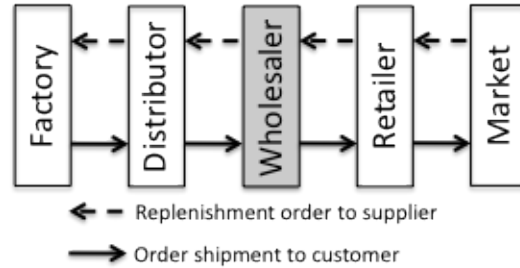 Factory
Distributor
Wholesaler
Retailer
Market
Replenishment order to supplier
Order shipment to customer